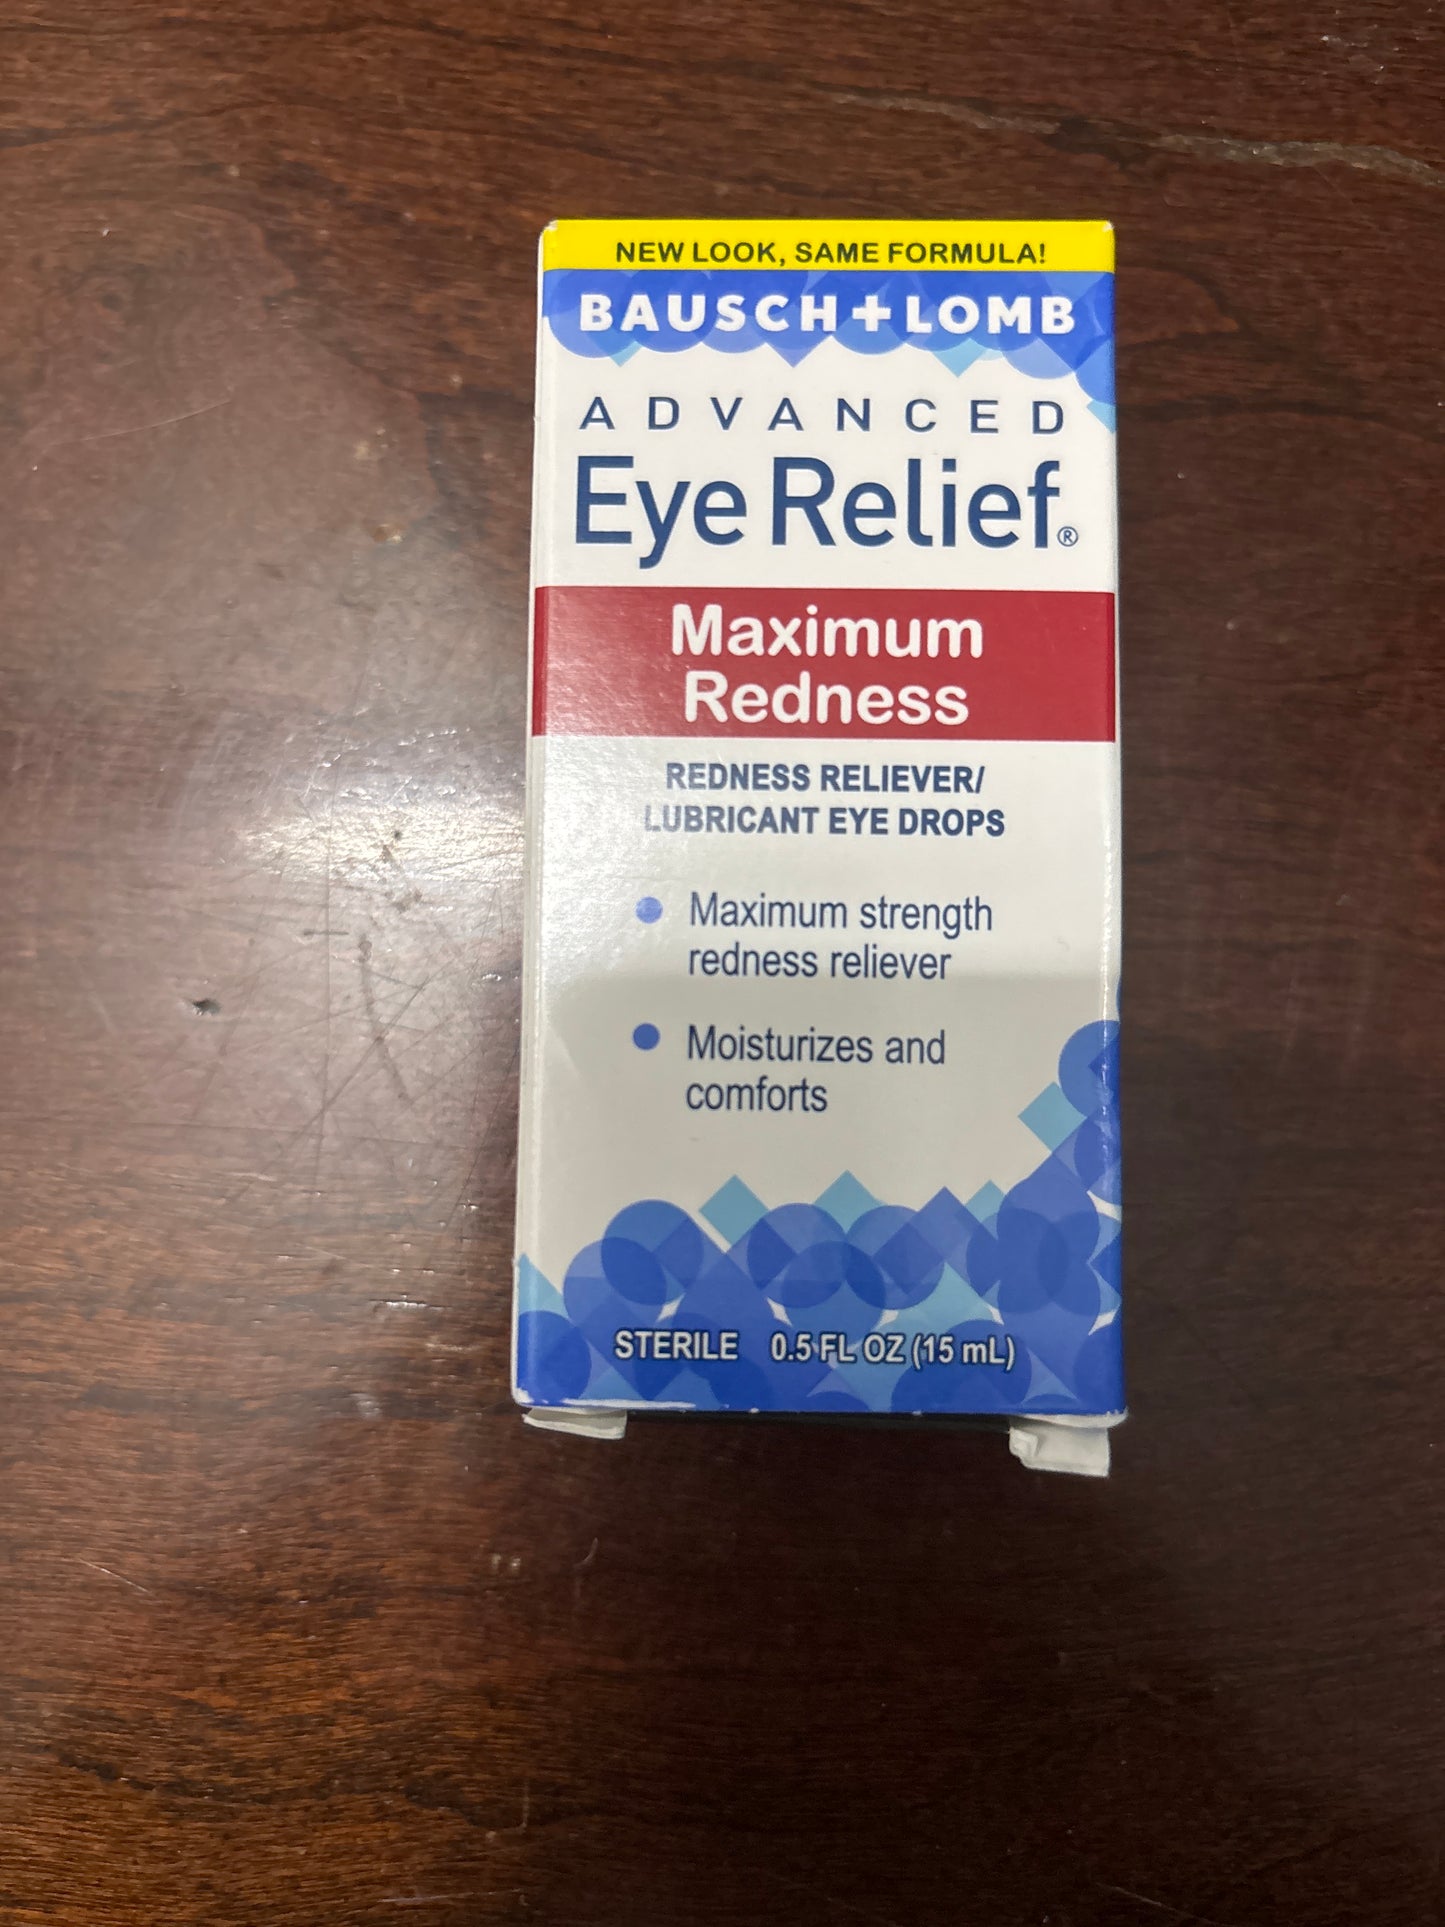 NEW LOOK, SAME FORMULA!
BAUSCH + LOMB
ADVANCED
Eye Relief®
Maximum
Redness
REDNESS RELIEVER/
LUBRICANT EYE DROPS
• Maximum strength
redness reliever
• Moisturizes and
comforts
STERILE 0.5 FL OZ (15 mL)